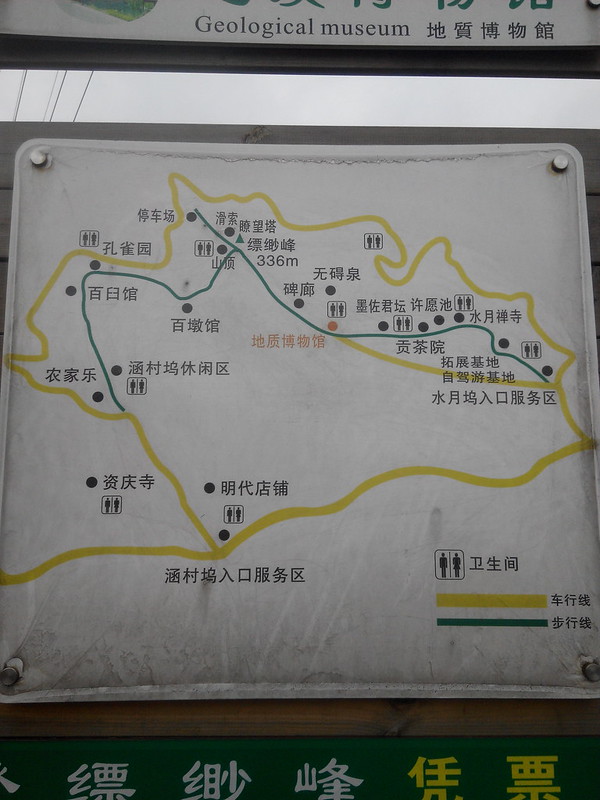 Geological museum 地質博物館
停车场
滑索
瞭望塔
缥缈峰
336m
山顶
孔雀园
百臼馆
百墩馆
无碍泉
碑廊
墨佐君坛
许愿池
水月禅寺
地质博物馆
贡茶院
拓展基地
自驾游基地
水月坞入口服务区
农家乐
涵村坞休闲区
资庆寺
明代店铺
涵村坞入口服务区
卫生间
车行线
步行线
缥缈峰凭票